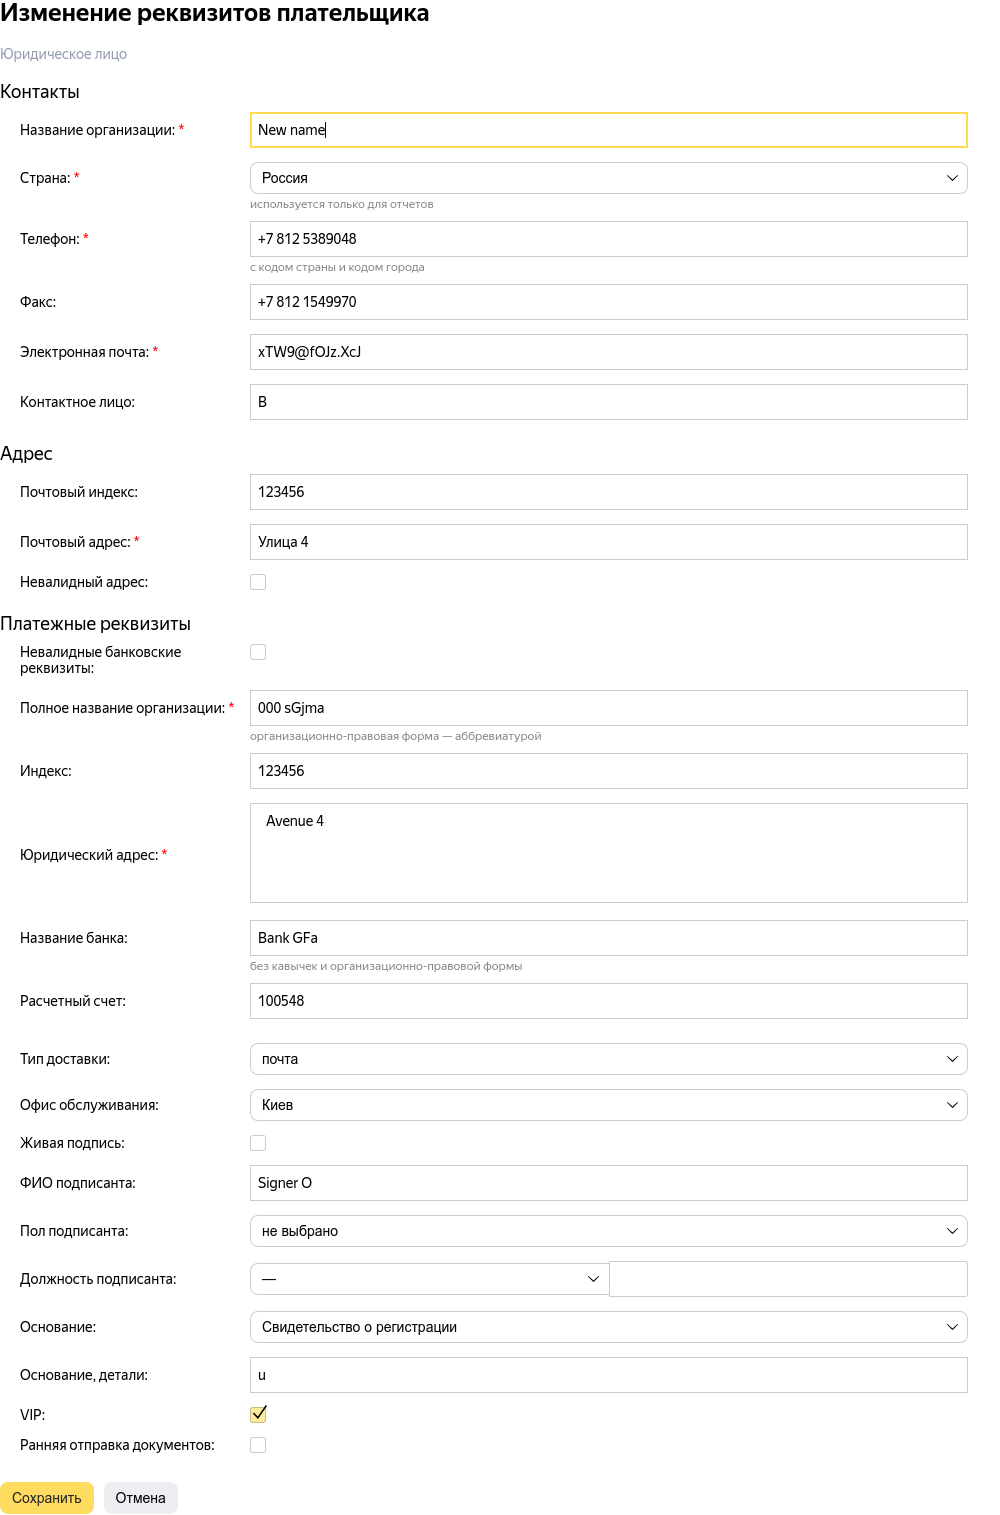 Изменение реквизитов плательщика
Юридическое лицо
Контакты
Название организации: * New name
Страна: * Россия
используется только для отчетов
Телефон: * +7 812 5389048
с кодом страны и кодом города
Факс: +7 812 1549970
Электронная почта: * xTW9@fOJz.XcJ
Контактное лицо: B
Адрес
Почтовый индекс: 123456
Почтовый адрес: * Улица 4
Невалидный адрес:
Платежные реквизиты
Невалидные банковские
реквизиты:
Полное название организации: * 000 sGjma
организационно-правовая форма — аббревиатурой
Индекс: 123456
Avenue 4
Юридический адрес: *
Название банка: Bank GFa
без кавычек и организационно-правовой формы
Расчетный счет: 100548
Тип доставки: почта
Офис обслуживания: Киев
Живая подпись:
ФИО подписанта: Signer O
Пол подписанта: не выбрано
Должность подписанта: —
Основание: Свидетельство о регистрации
Основание, детали: u
VIP:
Ранняя отправка документов:
Сохранить Отмена